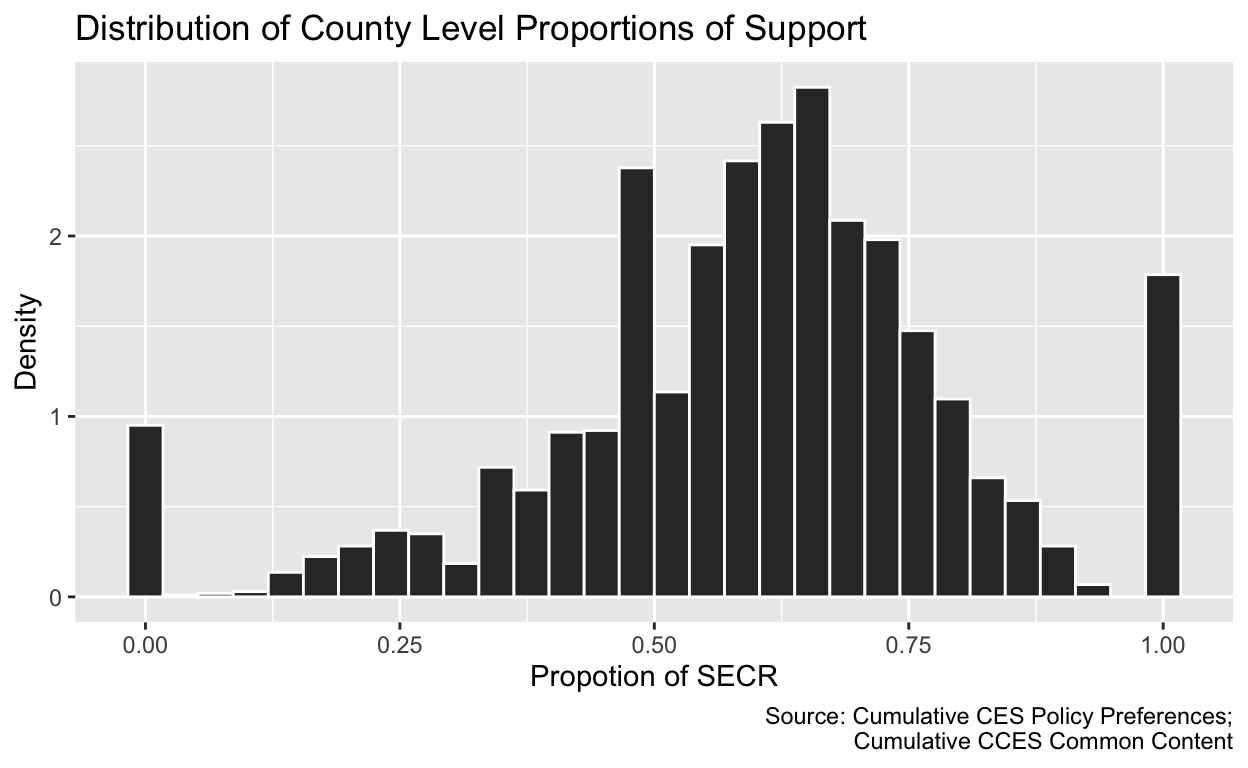 Distribution of County Level Proportions of Support
Density
2
1
0
0.00 0.25 0.50 0.75 1.00
Propotion of SECR
Source: Cumulative CES Policy Preferences;
Cumulative CCES Common Content